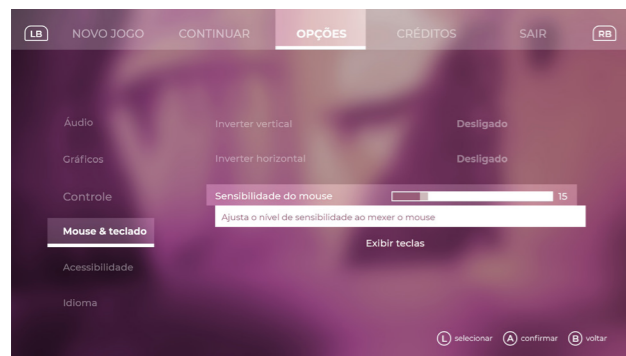 LB NOVO JOGO CONTINUAR OPÇÕES CRÉDITOS SAIR RB
Áudio
Gráficos
Controle
Mouse & teclado
Acessibilidade
Idioma
Inverter vertical Desligado
Inverter horizontal Desligado
Sensibilidade do mouse 15
Ajusta o nível de sensibilidade ao mexer o mouse
Exibir teclas
L selecionar A confirmar B voltar